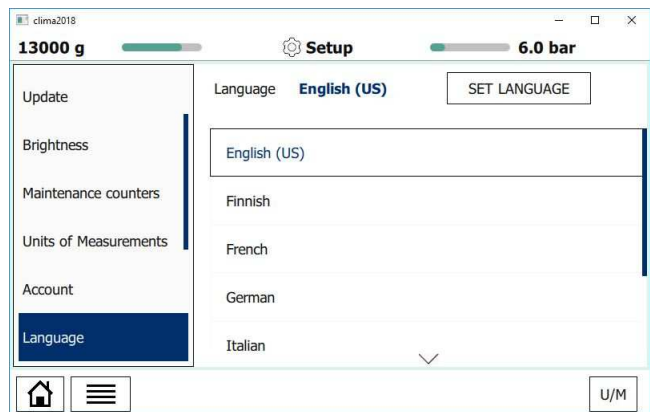 clima2018
13000 g Setup 6.0 bar
Update
Brightness
Maintenance counters
Units of Measurements
Account
Language
Language English (US) SET LANGUAGE
English (US)
Finnish
French
German
Italian
U/M